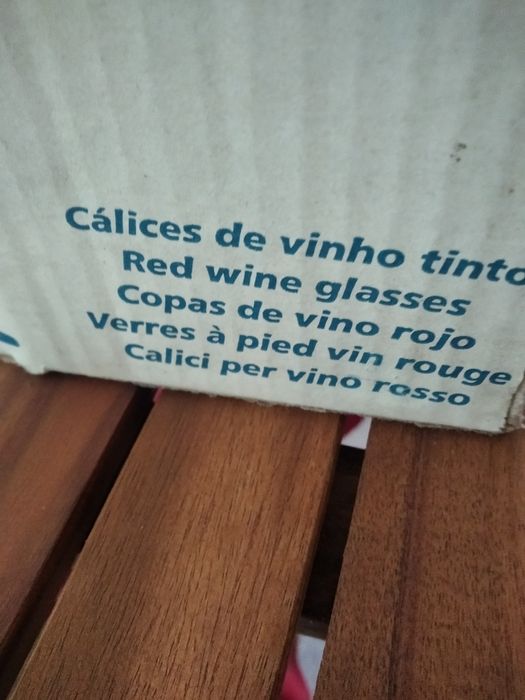 Cálices de vinho tinto
Red wine glasses
Copas de vino rojo
Verres à pied vin rouge
Calici per vino rosso